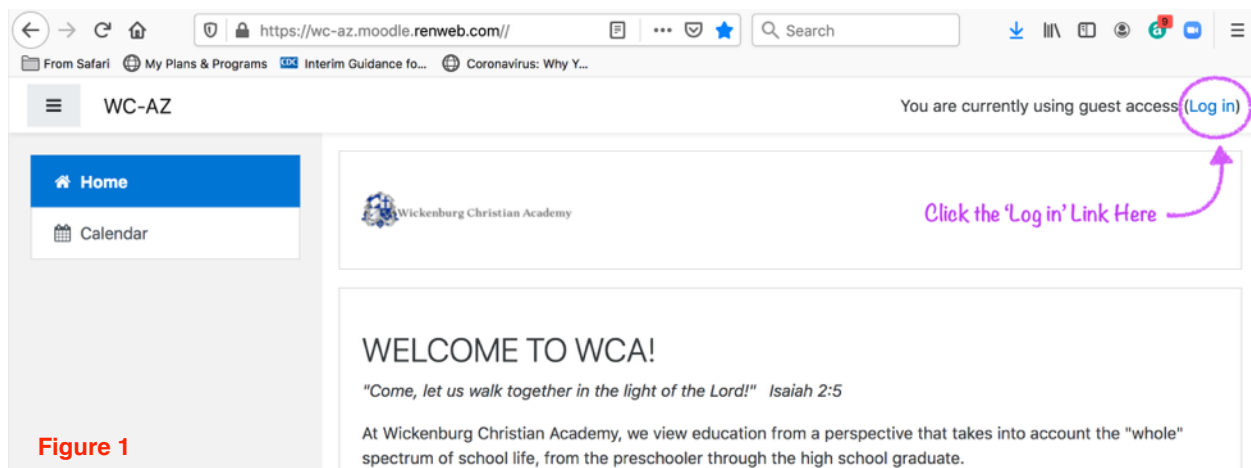 https://wc-az.moodle.renweb.com//
Search
9
a
From Safari My Plans & Programs CDC Interim Guidance fo... Coronavirus: Why Y...
WC-AZ
You are currently using guest access (Log in)
Home
Calendar
Wickenburg Christian Academy
Click the 'Log in' Link Here
WELCOME TO WCA!
"Come, let us walk together in the light of the Lord!" Isaiah 2:5
At Wickenburg Christian Academy, we view education from a perspective that takes into account the "whole"
spectrum of school life, from the preschooler through the high school graduate.
Figure 1